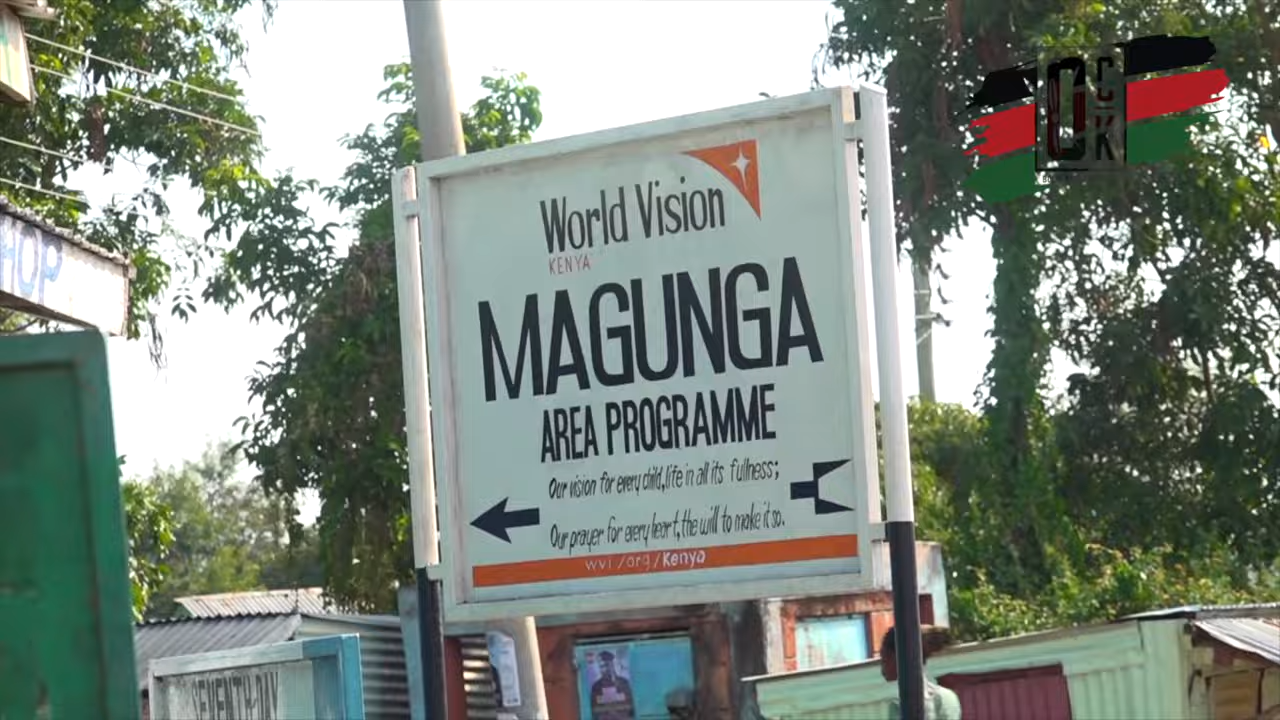 HOP
OCK
World Vision
KENYA
MAGUNGA
AREA PROGRAMME
Our vision for every child, life in all its fullness;
Our prayer for every heart, the will to make it so.
wvi/org/Kenya
SEVENTH-DAY